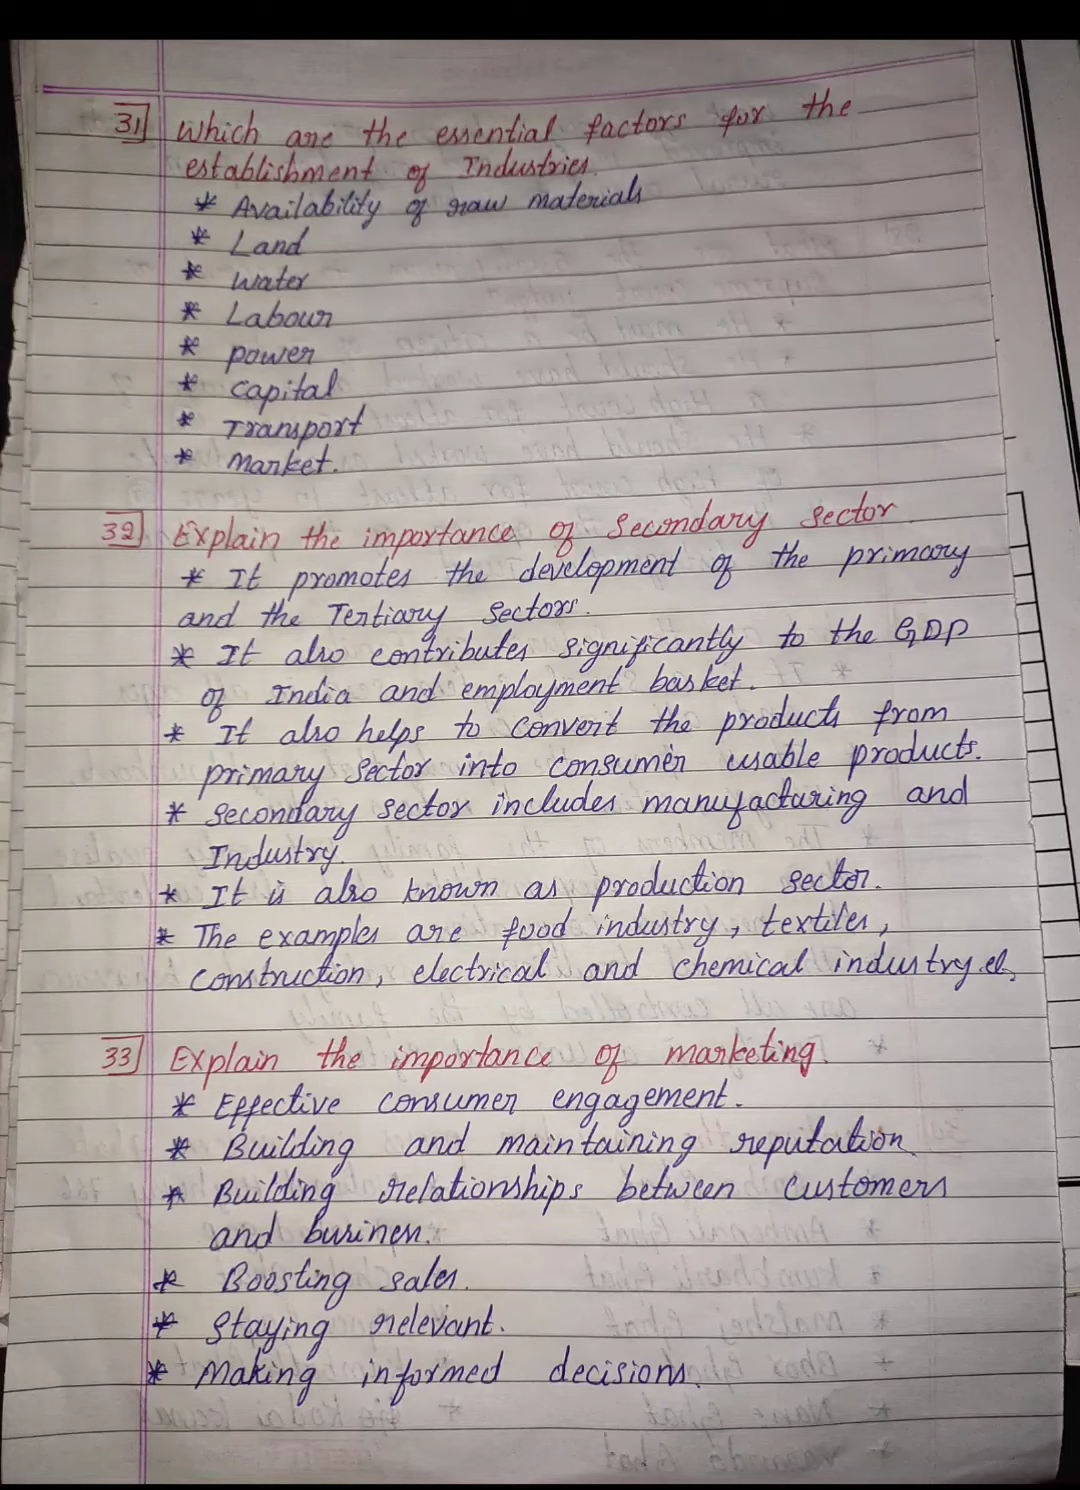 31 Which are the essential factors for the
establishment of Industries.
* Availability of raw materials
* Land
* Water
* Labour
* power
* capital
* Transport
* Market.
32 Explain the importance of Secondary Sector
* It promotes the development of the primary
and the Tertiary Sectors.
* It also contributes significantly to the GDP
of India and employment basket.
* It also helps to convert the products from
primary sector into consumer usable products.
* Secondary sector includes manufacturing and
Industry.
* It is also known as production sector.
* The examples are food industry, textiles,
construction, electrical and chemical industry.
33 Explain the importance of marketing.
* Effective consumer engagement.
* Building and maintaining reputation.
* Building relationships between customers
and business.
* Boosting sales.
* Staying relevant.
* Making informed decisions.